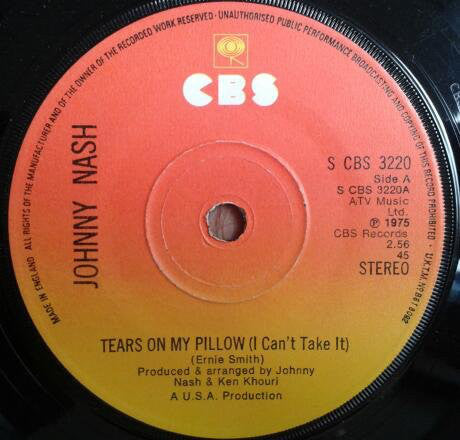 MADE IN ENGLAND · ALL RIGHTS OF THE MANUFACTURER AND OF THE OWNER OF THE RECORDED WORK RESERVED · UNAUTHORISED PUBLIC PERFORMANCE BROADCASTING AND COPYING OF THIS RECORD PROHIBITED · U.K.T.M. No
CBS
JOHNNY NASH
S CBS 3220
Side A
S CBS 3220A
ATV Music
Ltd.
℗ 1975
CBS Records
2.56
45
STEREO
TEARS ON MY PILLOW (I Can't Take It)
(Ernie Smith)
Produced & arranged by Johnny
Nash & Ken Khouri
A U.S.A. Production